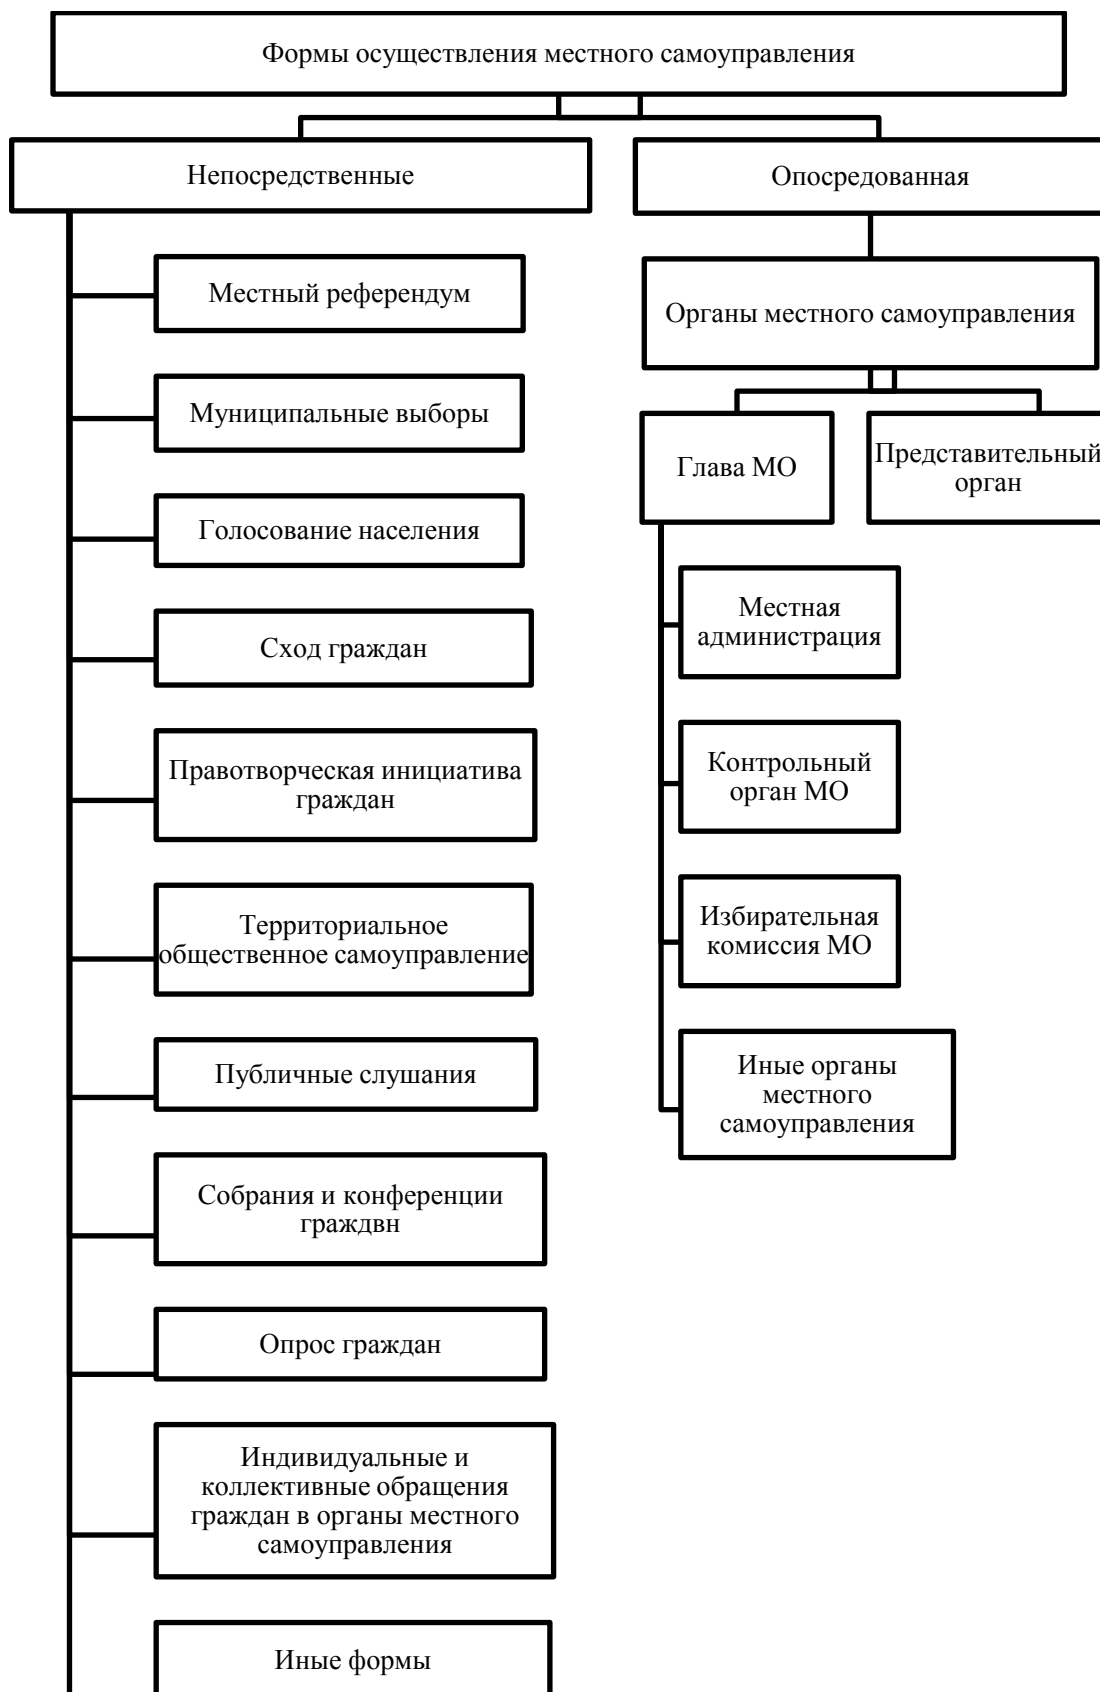 Формы осуществления местного самоуправления
Непосредственные
Местный референдум
Муниципальные выборы
Голосование населения
Сход граждан
Правотворческая инициатива
граждан
Территориальное
общественное самоуправление
Публичные слушания
Собрания и конференции
граждвн
Опрос граждан
Индивидуальные и
коллективные обращения
граждан в органы местного
самоуправления
Иные формы
Опосредованная
Органы местного самоуправления
Глава МО
Представительный
орган
Местная
администрация
Контрольный
орган МО
Избирательная
комиссия МО
Иные органы
местного
самоуправления